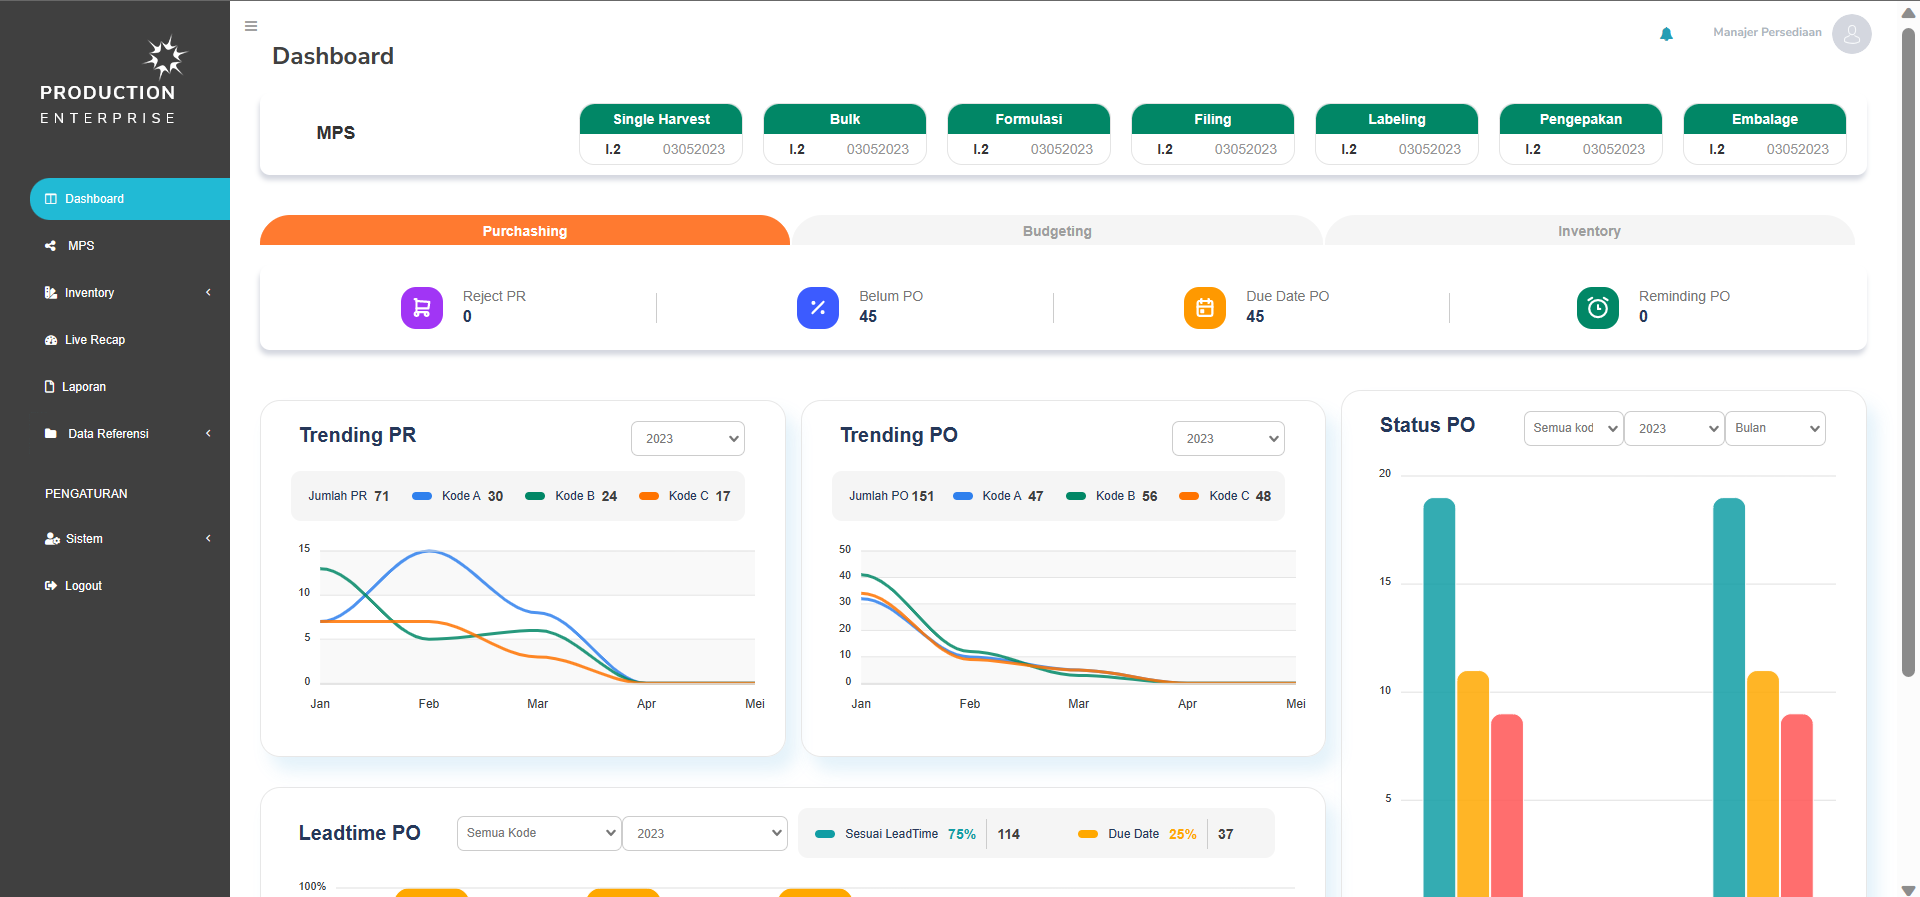 PRODUCTION
ENTERPRISE
Dashboard
MPS
Inventory
Live Recap
Laporan
Data Referensi
PENGATURAN
Sistem
Logout
Dashboard
Manajer Persediaan
MPS
Single Harvest
I.2 03052023
Bulk
I.2 03052023
Formulasi
I.2 03052023
Filing
I.2 03052023
Labeling
I.2 03052023
Pengepakan
I.2 03052023
Embalage
I.2 03052023
Purchashing
Budgeting
Inventory
Reject PR
0
Belum PO
45
Due Date PO
45
Reminding PO
0
Trending PR
2023
Jumlah PR 71 Kode A 30 Kode B 24 Kode C 17
15
10
5
0
Jan Feb Mar Apr Mei
Trending PO
2023
Jumlah PO 151 Kode A 47 Kode B 56 Kode C 48
50
40
30
20
10
0
Jan Feb Mar Apr Mei
Status PO
Semua kod
2023
Bulan
20
15
10
5
Leadtime PO
Semua Kode
2023
Sesuai LeadTime 75% 114 Due Date 25% 37
100%